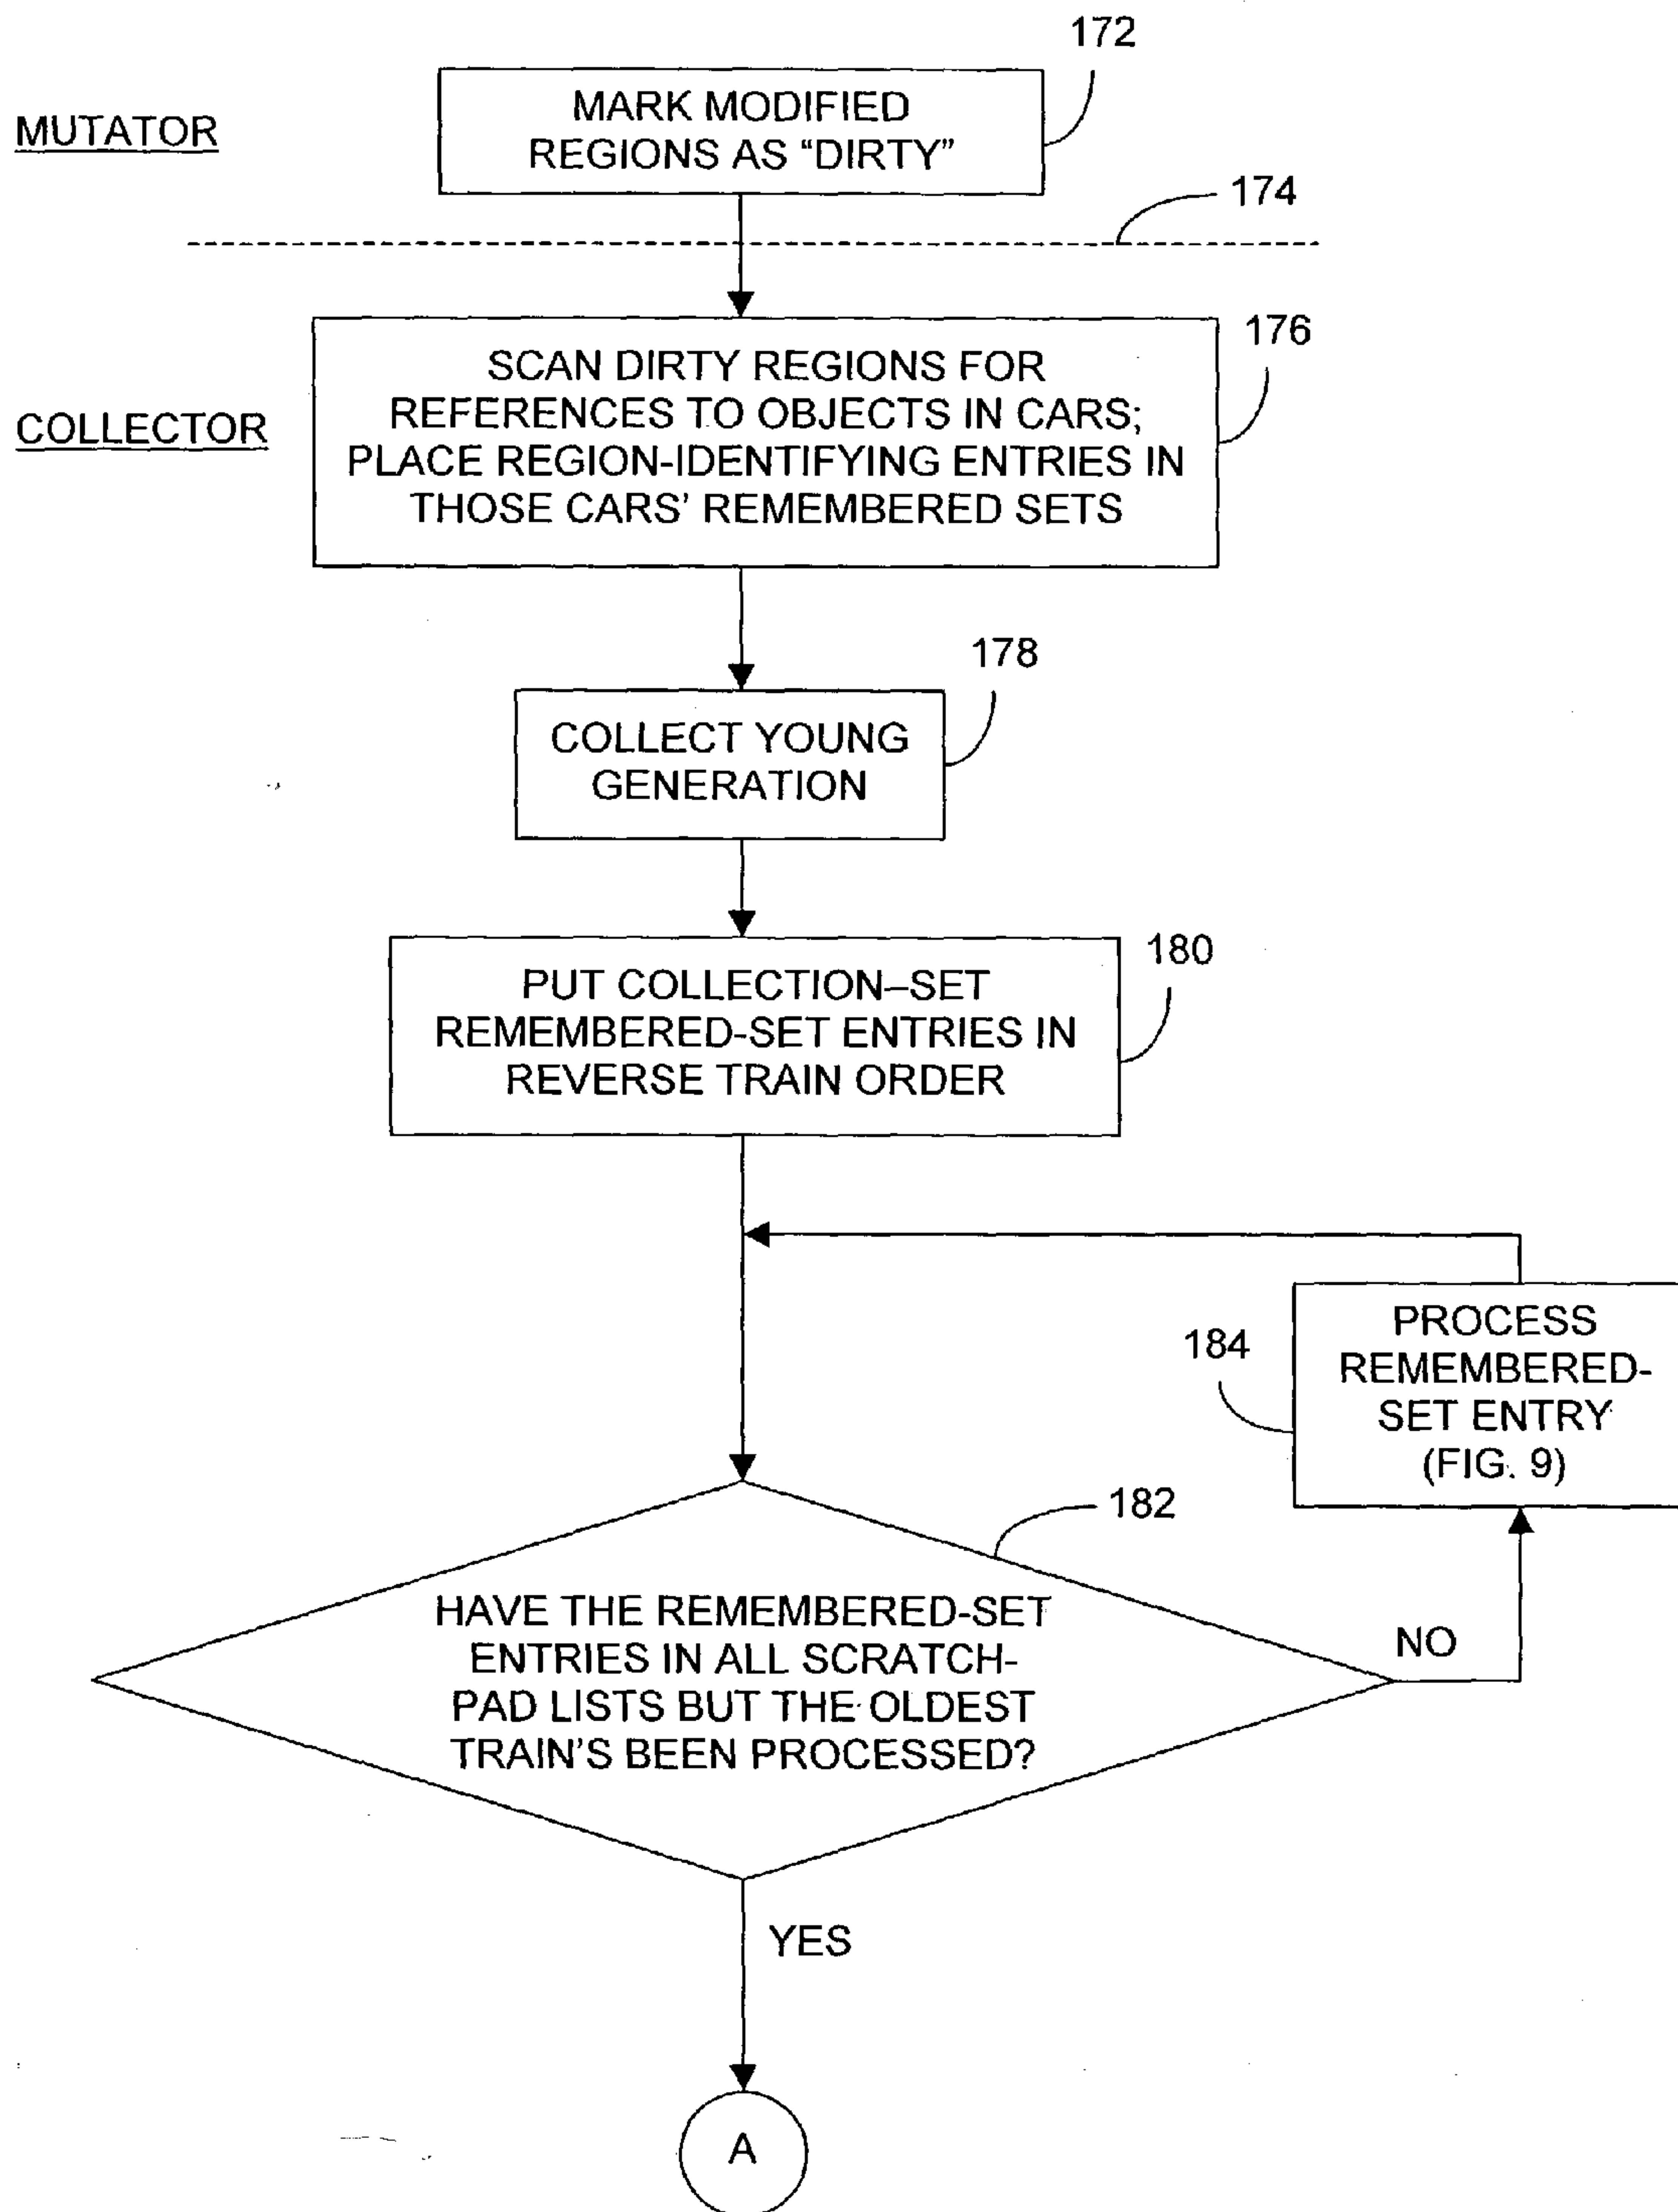 172
MARK MODIFIED
REGIONS AS “DIRTY”
MUTATOR
174
176
SCAN DIRTY REGIONS FOR
REFERENCES TO OBJECTS IN CARS;
PLACE REGION-IDENTIFYING ENTRIES IN
THOSE CARS’ REMEMBERED SETS
COLLECTOR
178
COLLECT YOUNG
GENERATION
180
PUT COLLECTION–SET
REMEMBERED-SET ENTRIES IN
REVERSE TRAIN ORDER
184
PROCESS
REMEMBERED-
SET ENTRY
(FIG. 9)
182
HAVE THE REMEMBERED-SET
ENTRIES IN ALL SCRATCH-
PAD LISTS BUT THE OLDEST
TRAIN’S BEEN PROCESSED?
NO
YES
A